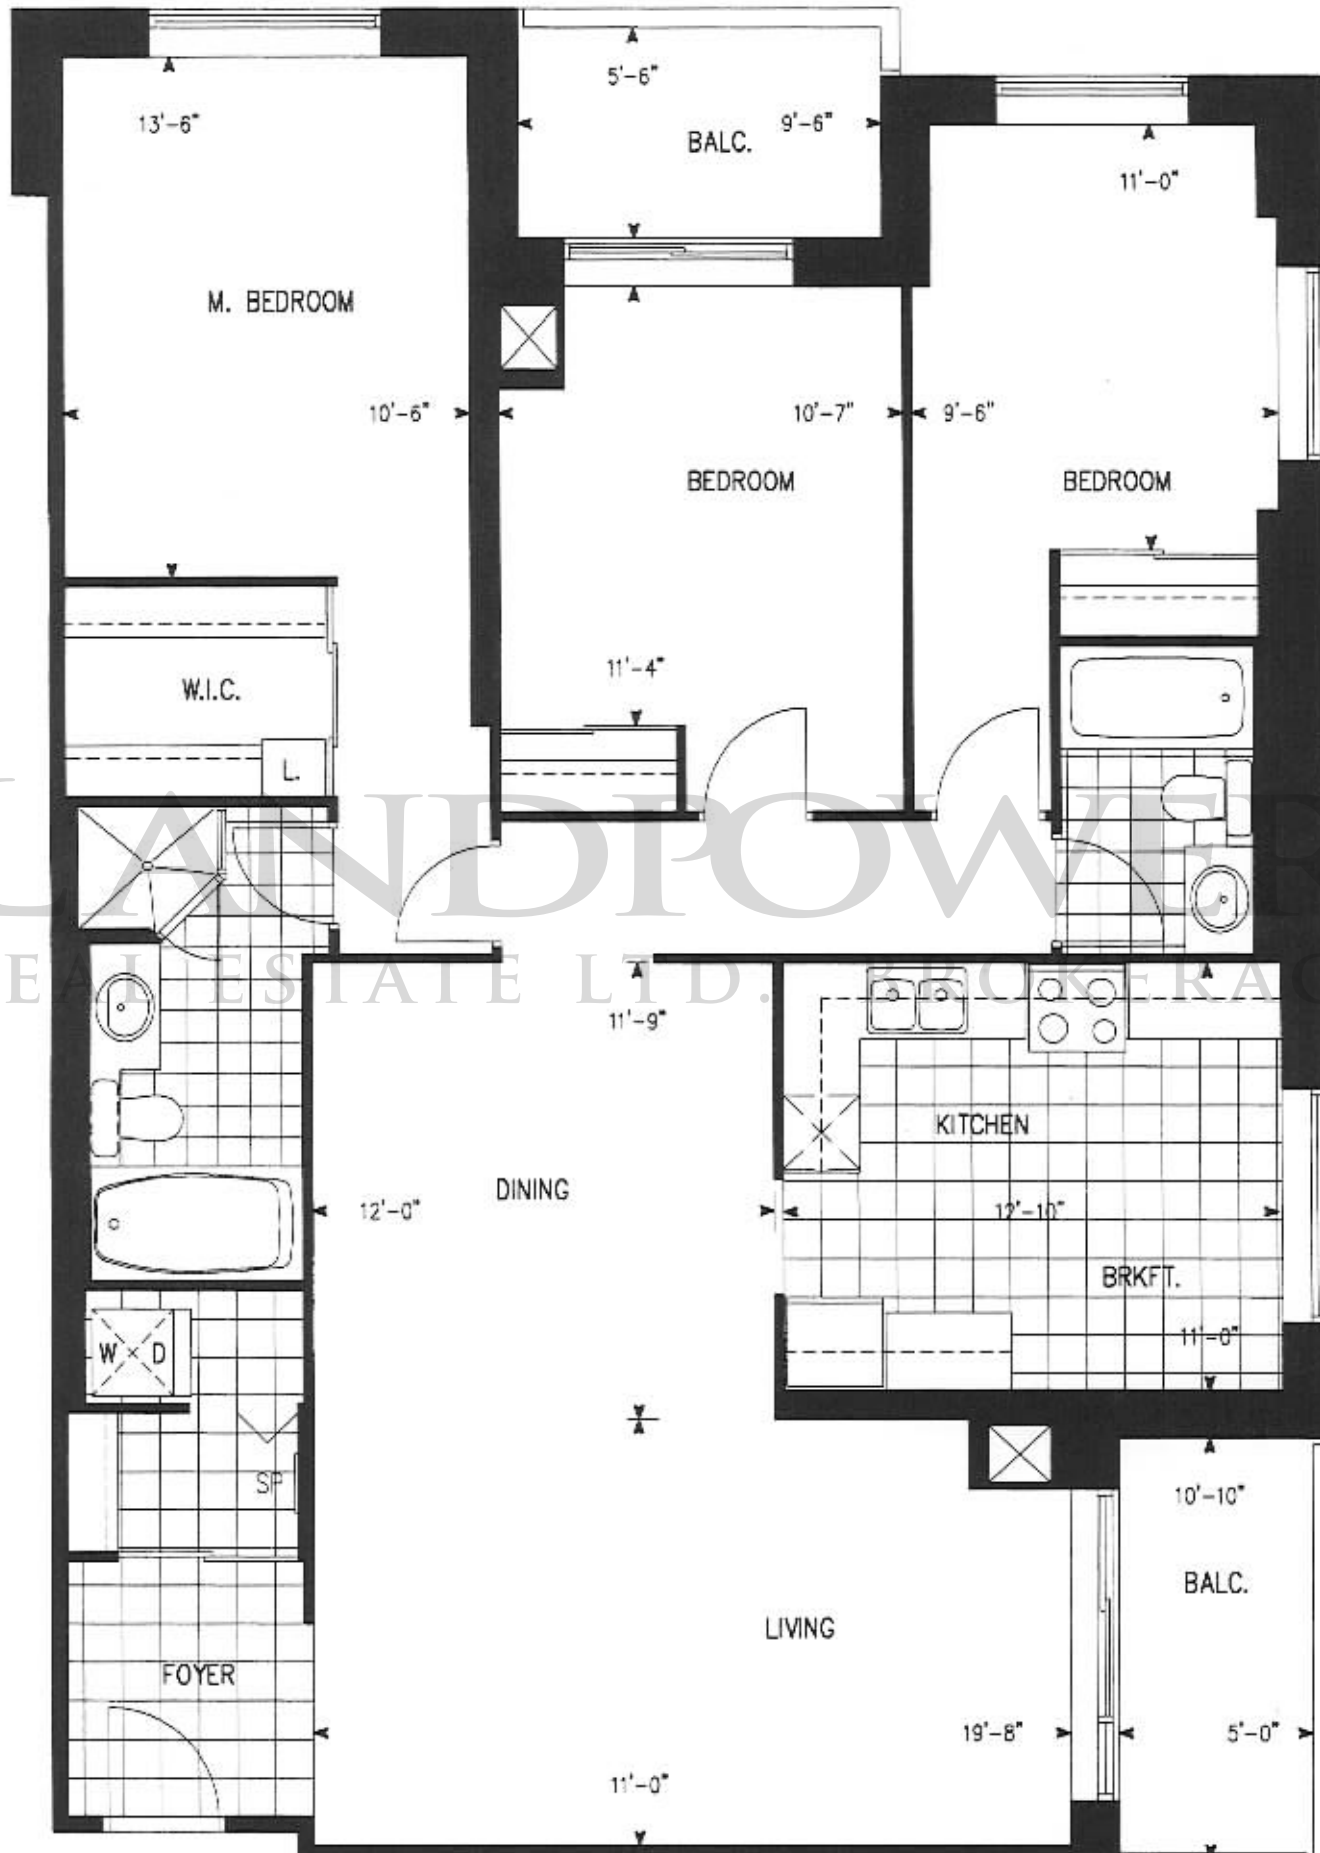 5'-6"
13'-6"
BALC.
9'-6"
11'-0"
M. BEDROOM
10'-6"
10'-7"
9'-6"
BEDROOM
BEDROOM
11'-4"
W.I.C.
L.
LANDPOWER
REAL ESTATE LTD. BROKERAG
11'-9"
KITCHEN
DINING
12'-0"
12'-10"
BRKFT.
11'-0"
W D
SP
10'-10"
BALC.
LIVING
FOYER
19'-8"
5'-0"
11'-0"